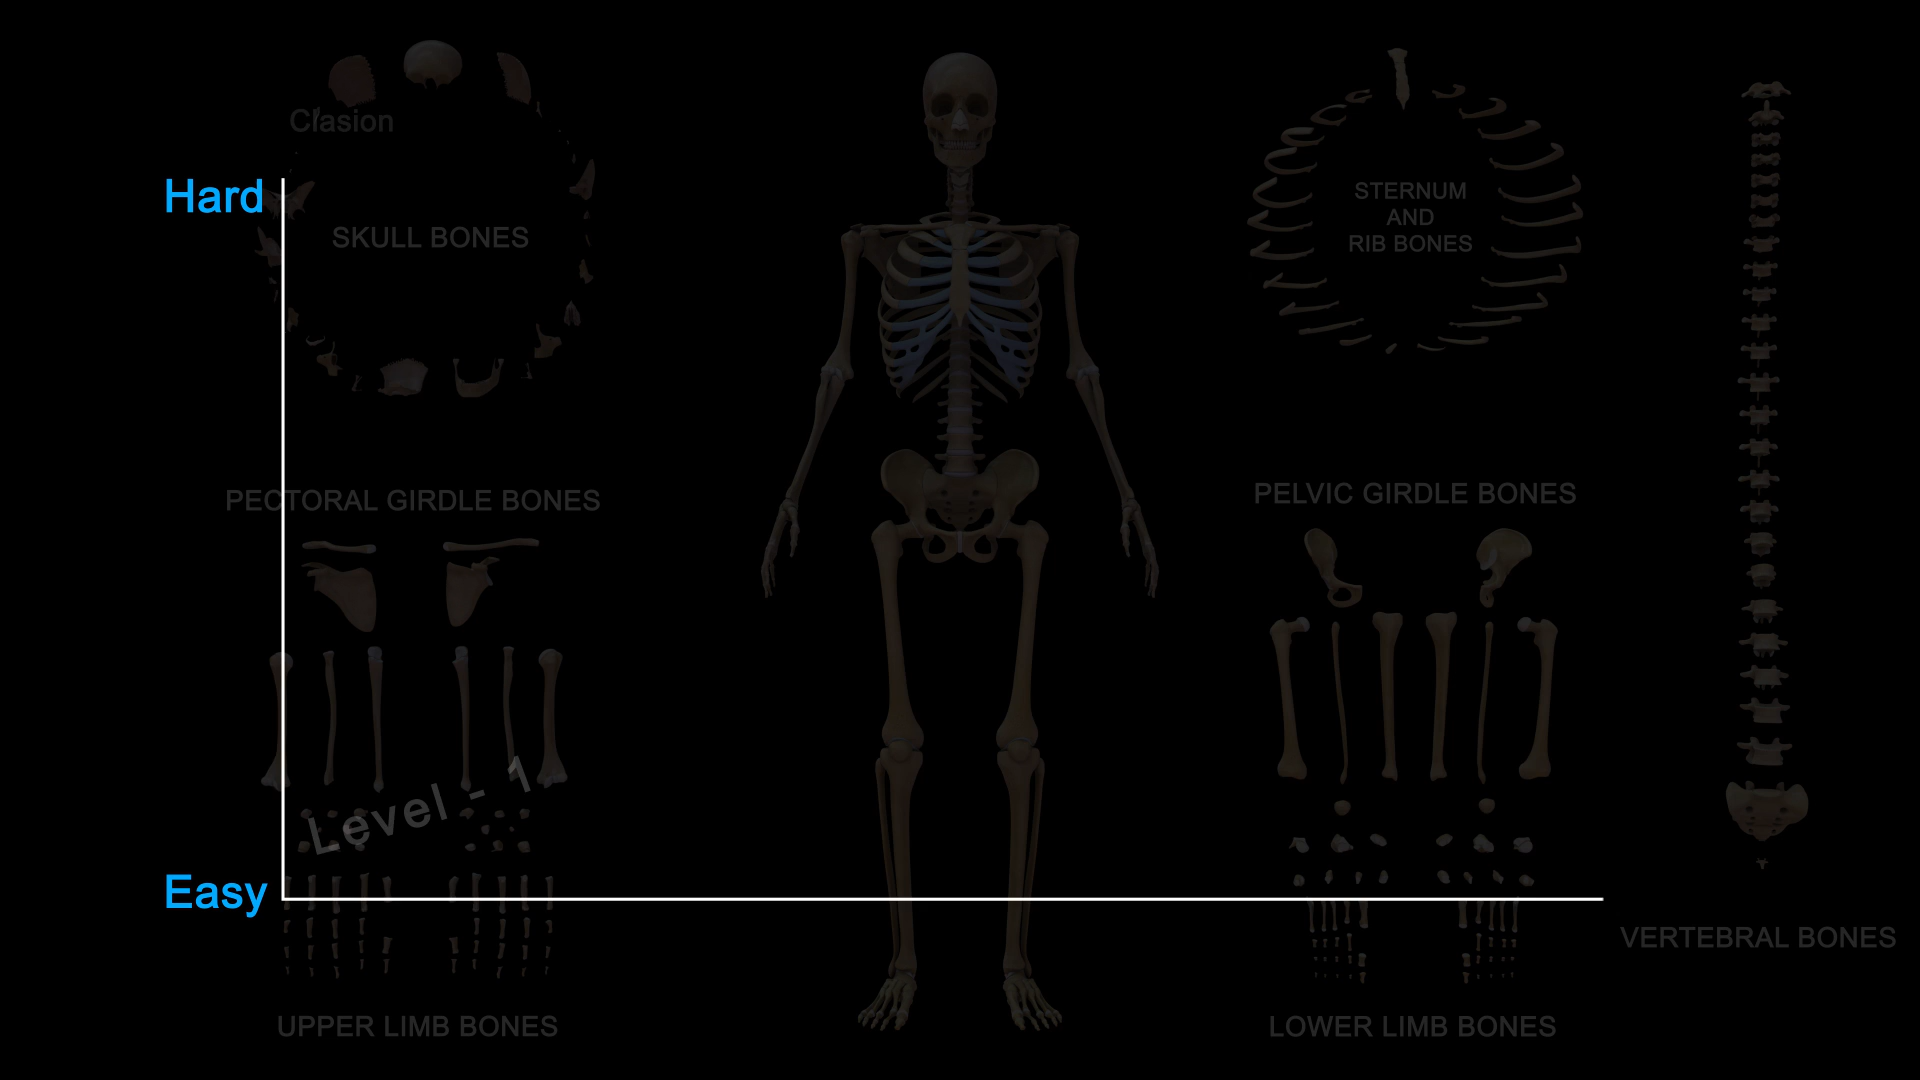 Clasion
Hard
SKULL BONES
STERNUM
AND
RIB BONES
PECTORAL GIRDLE BONES
PELVIC GIRDLE BONES
Level - 1
Easy
VERTEBRAL BONES
UPPER LIMB BONES
LOWER LIMB BONES